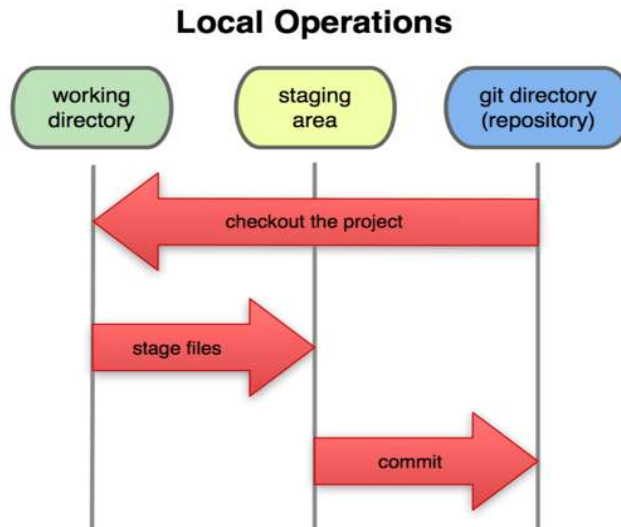 Local Operations
working
directory
staging
area
git directory
(repository)
checkout the project
stage files
commit